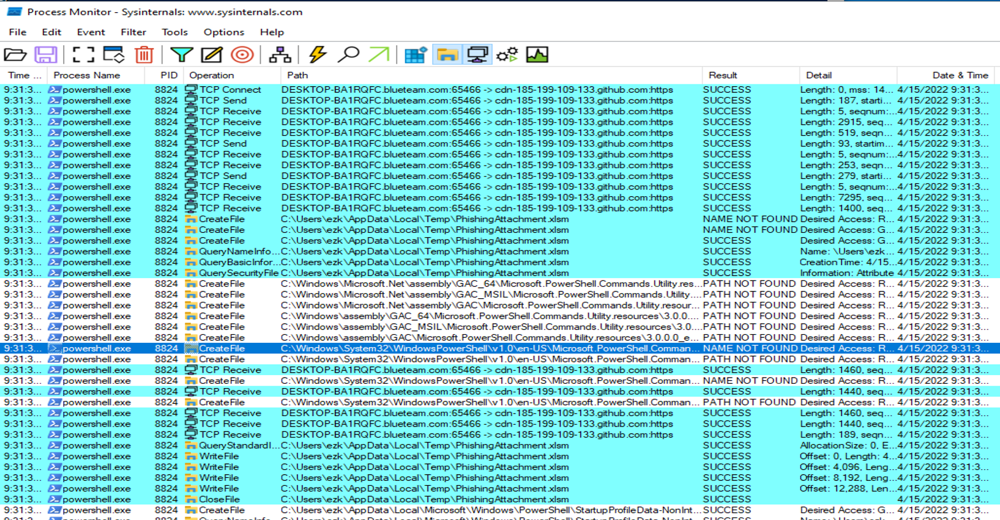 Process Monitor - Sysinternals: www.sysinternals.com
File Edit Event Filter Tools Options Help
Time ... Process Name PID Operation Path Result Detail Date & Time
9:31:3... powershell.exe 8824 TCP Connect DESKTOP-BA1RQFC.blueteam.com:65466 -> cdn-185-199-109-133.github.com:https SUCCESS Length: 0, mss: 14... 4/15/2022 9:31:3...
9:31:3... powershell.exe 8824 TCP Send DESKTOP-BA1RQFC.blueteam.com:65466 -> cdn-185-199-109-133.github.com:https SUCCESS Length: 187, starti... 4/15/2022 9:31:3...
9:31:3... powershell.exe 8824 TCP Receive DESKTOP-BA1RQFC.blueteam.com:65466 -> cdn-185-199-109-133.github.com:https SUCCESS Length: 5, seqnum:... 4/15/2022 9:31:3...
9:31:3... powershell.exe 8824 TCP Receive DESKTOP-BA1RQFC.blueteam.com:65466 -> cdn-185-199-109-133.github.com:https SUCCESS Length: 2915, seq... 4/15/2022 9:31:3...
9:31:3... powershell.exe 8824 TCP Receive DESKTOP-BA1RQFC.blueteam.com:65466 -> cdn-185-199-109-133.github.com:https SUCCESS Length: 519, seqn... 4/15/2022 9:31:3...
9:31:3... powershell.exe 8824 TCP Send DESKTOP-BA1RQFC.blueteam.com:65466 -> cdn-185-199-109-133.github.com:https SUCCESS Length: 93, startim... 4/15/2022 9:31:3...
9:31:3... powershell.exe 8824 TCP Receive DESKTOP-BA1RQFC.blueteam.com:65466 -> cdn-185-199-109-133.github.com:https SUCCESS Length: 5, seqnum:... 4/15/2022 9:31:3...
9:31:3... powershell.exe 8824 TCP Receive DESKTOP-BA1RQFC.blueteam.com:65466 -> cdn-185-199-109-133.github.com:https SUCCESS Length: 253, seqn... 4/15/2022 9:31:3...
9:31:3... powershell.exe 8824 TCP Send DESKTOP-BA1RQFC.blueteam.com:65466 -> cdn-185-199-109-133.github.com:https SUCCESS Length: 279, starti... 4/15/2022 9:31:3...
9:31:3... powershell.exe 8824 TCP Receive DESKTOP-BA1RQFC.blueteam.com:65466 -> cdn-185-199-109-133.github.com:https SUCCESS Length: 5, seqnum:... 4/15/2022 9:31:3...
9:31:3... powershell.exe 8824 TCP Receive DESKTOP-BA1RQFC.blueteam.com:65466 -> cdn-185-199-109-133.github.com:https SUCCESS Length: 7295, seq... 4/15/2022 9:31:3...
9:31:3... powershell.exe 8824 TCP Receive DESKTOP-BA1RQFC.blueteam.com:65466 -> cdn-185-199-109-133.github.com:https SUCCESS Length: 1400, seq... 4/15/2022 9:31:3...
9:31:3... powershell.exe 8824 CreateFile C:\Users\ezk\AppData\Local\Temp\PhishingAttachment.xlsm NAME NOT FOUND Desired Access: R... 4/15/2022 9:31:3...
9:31:3... powershell.exe 8824 CreateFile C:\Users\ezk\AppData\Local\Temp\PhishingAttachment.xlsm NAME NOT FOUND Desired Access: G... 4/15/2022 9:31:3...
9:31:3... powershell.exe 8824 CreateFile C:\Users\ezk\AppData\Local\Temp\PhishingAttachment.xlsm SUCCESS Desired Access: G... 4/15/2022 9:31:3...
9:31:3... powershell.exe 8824 QueryNameInfo... C:\Users\ezk\AppData\Local\Temp\PhishingAttachment.xlsm SUCCESS Name: \Users\ezk... 4/15/2022 9:31:3...
9:31:3... powershell.exe 8824 QueryBasicInfor... C:\Users\ezk\AppData\Local\Temp\PhishingAttachment.xlsm SUCCESS CreationTime: 4/15... 4/15/2022 9:31:3...
9:31:3... powershell.exe 8824 QuerySecurityFile C:\Users\ezk\AppData\Local\Temp\PhishingAttachment.xlsm SUCCESS Information: Attribute 4/15/2022 9:31:3...
9:31:3... powershell.exe 8824 CreateFile C:\Windows\Microsoft.Net\assembly\GAC_64\Microsoft.PowerShell.Commands.Utility.res... PATH NOT FOUND Desired Access: R... 4/15/2022 9:31:3...
9:31:3... powershell.exe 8824 CreateFile C:\Windows\Microsoft.Net\assembly\GAC_MSIL\Microsoft.PowerShell.Commands.Utility.... PATH NOT FOUND Desired Access: R... 4/15/2022 9:31:3...
9:31:3... powershell.exe 8824 CreateFile C:\Windows\Microsoft.Net\assembly\GAC\Microsoft.PowerShell.Commands.Utility.resour... PATH NOT FOUND Desired Access: R... 4/15/2022 9:31:3...
9:31:3... powershell.exe 8824 CreateFile C:\Windows\assembly\GAC_64\Microsoft.PowerShell.Commands.Utility.resources\3.0.0.... PATH NOT FOUND Desired Access: R... 4/15/2022 9:31:3...
9:31:3... powershell.exe 8824 CreateFile C:\Windows\assembly\GAC_MSIL\Microsoft.PowerShell.Commands.Utility.resources\3.0.... PATH NOT FOUND Desired Access: R... 4/15/2022 9:31:3...
9:31:3... powershell.exe 8824 CreateFile C:\Windows\assembly\GAC\Microsoft.PowerShell.Commands.Utility.resources\3.0.0.0_e... PATH NOT FOUND Desired Access: R... 4/15/2022 9:31:3...
9:31:3... powershell.exe 8824 CreateFile C:\Windows\System32\WindowsPowerShell\v1.0\en-US\Microsoft.PowerShell.Comman... NAME NOT FOUND Desired Access: R... 4/15/2022 9:31:3...
9:31:3... powershell.exe 8824 CreateFile C:\Windows\System32\WindowsPowerShell\v1.0\en-US\Microsoft.PowerShell.Comman... PATH NOT FOUND Desired Access: R... 4/15/2022 9:31:3...
9:31:3... powershell.exe 8824 TCP Receive DESKTOP-BA1RQFC.blueteam.com:65466 -> cdn-185-199-109-133.github.com:https SUCCESS Length: 1460, seq... 4/15/2022 9:31:3...
9:31:3... powershell.exe 8824 CreateFile C:\Windows\System32\WindowsPowerShell\v1.0\en-US\Microsoft.PowerShell.Comman... NAME NOT FOUND Desired Access: R... 4/15/2022 9:31:3...
9:31:3... powershell.exe 8824 TCP Receive DESKTOP-BA1RQFC.blueteam.com:65466 -> cdn-185-199-109-133.github.com:https SUCCESS Length: 1440, seq... 4/15/2022 9:31:3...
9:31:3... powershell.exe 8824 CreateFile C:\Windows\System32\WindowsPowerShell\v1.0\en-US\Microsoft.PowerShell.Comman... PATH NOT FOUND Desired Access: R... 4/15/2022 9:31:3...
9:31:3... powershell.exe 8824 TCP Receive DESKTOP-BA1RQFC.blueteam.com:65466 -> cdn-185-199-109-133.github.com:https SUCCESS Length: 1460, seq... 4/15/2022 9:31:3...
9:31:3... powershell.exe 8824 TCP Receive DESKTOP-BA1RQFC.blueteam.com:65466 -> cdn-185-199-109-133.github.com:https SUCCESS Length: 1440, seq... 4/15/2022 9:31:3...
9:31:3... powershell.exe 8824 TCP Receive DESKTOP-BA1RQFC.blueteam.com:65466 -> cdn-185-199-109-133.github.com:https SUCCESS Length: 189, seqn... 4/15/2022 9:31:3...
9:31:3... powershell.exe 8824 QueryStandardI... C:\Users\ezk\AppData\Local\Temp\PhishingAttachment.xlsm SUCCESS AllocationSize: 0, E... 4/15/2022 9:31:3...
9:31:3... powershell.exe 8824 WriteFile C:\Users\ezk\AppData\Local\Temp\PhishingAttachment.xlsm SUCCESS Offset: 0, Length: 4... 4/15/2022 9:31:3...
9:31:3... powershell.exe 8824 WriteFile C:\Users\ezk\AppData\Local\Temp\PhishingAttachment.xlsm SUCCESS Offset: 4,096, Leng... 4/15/2022 9:31:3...
9:31:3... powershell.exe 8824 WriteFile C:\Users\ezk\AppData\Local\Temp\PhishingAttachment.xlsm SUCCESS Offset: 8,192, Leng... 4/15/2022 9:31:3...
9:31:3... powershell.exe 8824 WriteFile C:\Users\ezk\AppData\Local\Temp\PhishingAttachment.xlsm SUCCESS Offset: 12,288, Len... 4/15/2022 9:31:3...
9:31:3... powershell.exe 8824 CloseFile C:\Users\ezk\AppData\Local\Temp\PhishingAttachment.xlsm SUCCESS 4/15/2022 9:31:3...
9:31:3... powershell.exe 8824 CreateFile C:\Users\ezk\AppData\Local\Microsoft\Windows\PowerShell\StartupProfileData-NonInt... SUCCESS Desired Access: G... 4/15/2022 9:31:3...